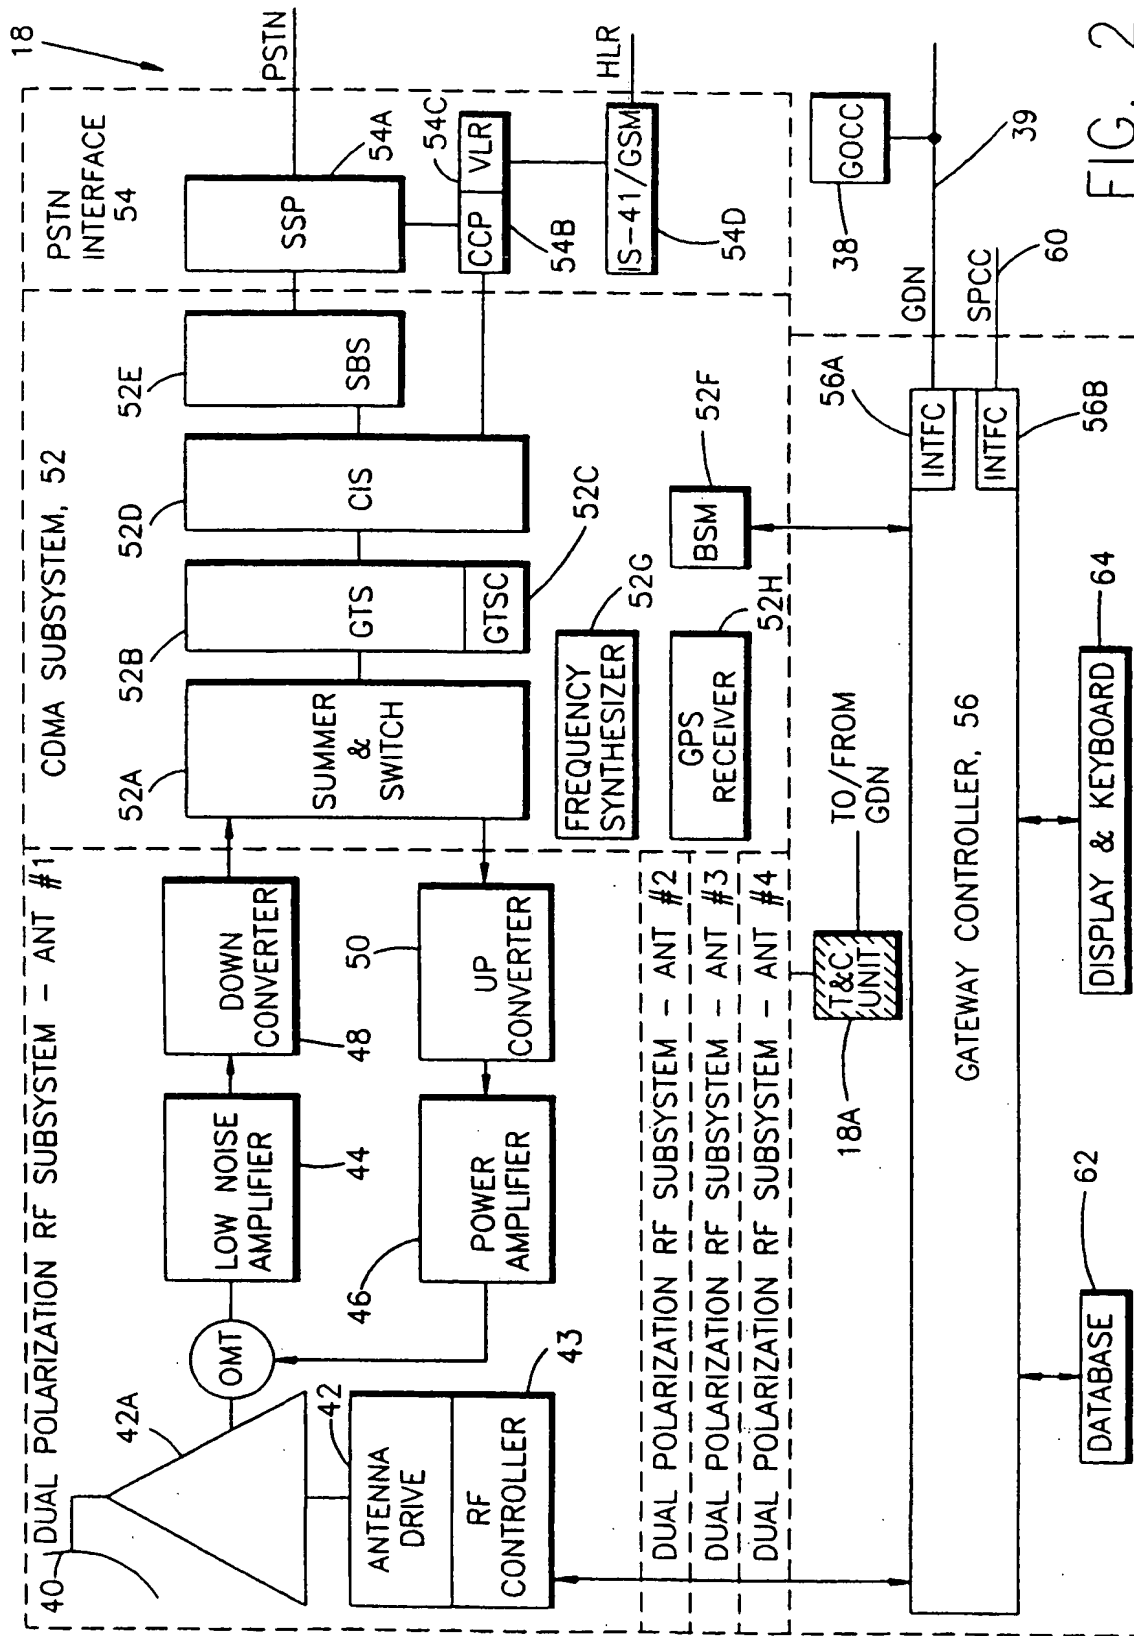 18
DUAL POLARIZATION RF SUBSYSTEM - ANT #1
CDMA SUBSYSTEM, 52
PSTN
INTERFACE
54
PSTN
40
42A
OMT
LOW NOISE
AMPLIFIER
44
DOWN
CONVERTER
48
52A
SUMMER
&
SWITCH
52B
GTS
GTSC
52C
52D
CIS
52E
SBS
SSP
54A
CCP
VLR
54C
54B
IS-41/GSM
54D
HLR
42
ANTENNA
DRIVE
RF
CONTROLLER
43
46
POWER
AMPLIFIER
50
UP
CONVERTER
FREQUENCY
SYNTHESIZER
52G
GPS
RECEIVER
52H
BSM
52F
DUAL POLARIZATION RF SUBSYSTEM - ANT #2
DUAL POLARIZATION RF SUBSYSTEM - ANT #3
DUAL POLARIZATION RF SUBSYSTEM - ANT #4
18A
T&C
UNIT
TO/FROM
GDN
38
GOCC
39
GDN
SPCC
60
56A
INTFC
INTFC
56B
GATEWAY CONTROLLER, 56
DATABASE
62
DISPLAY & KEYBOARD
64
FIG. 2